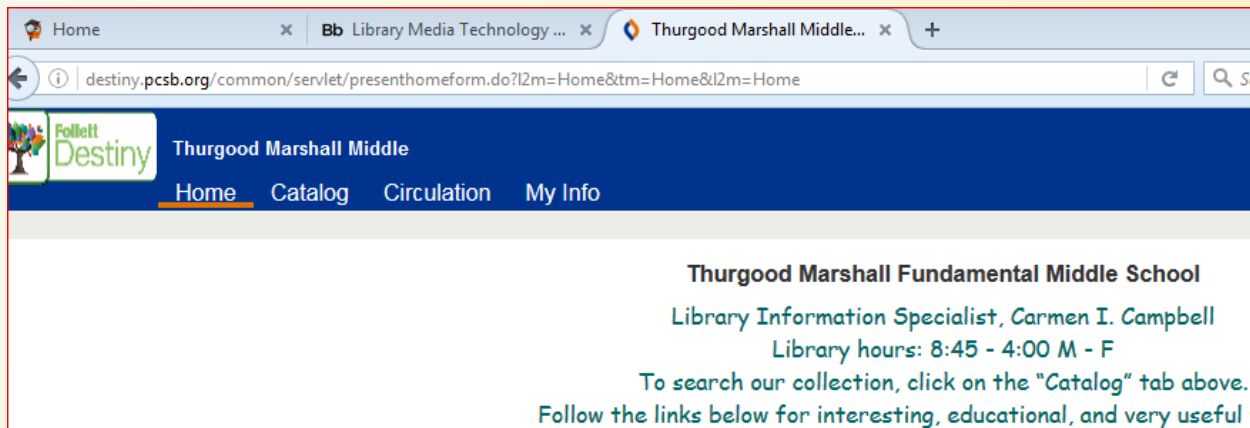 Home
Bb Library Media Technology ...
Thurgood Marshall Middle...
destiny.pcsb.org/common/servlet/presenthomeform.do?l2m=Home&tm=Home&l2m=Home
Follett
Destiny
Thurgood Marshall Middle
Home Catalog Circulation My Info
Thurgood Marshall Fundamental Middle School
Library Information Specialist, Carmen I. Campbell
Library hours: 8:45 - 4:00 M - F
To search our collection, click on the “Catalog” tab above.
Follow the links below for interesting, educational, and very useful